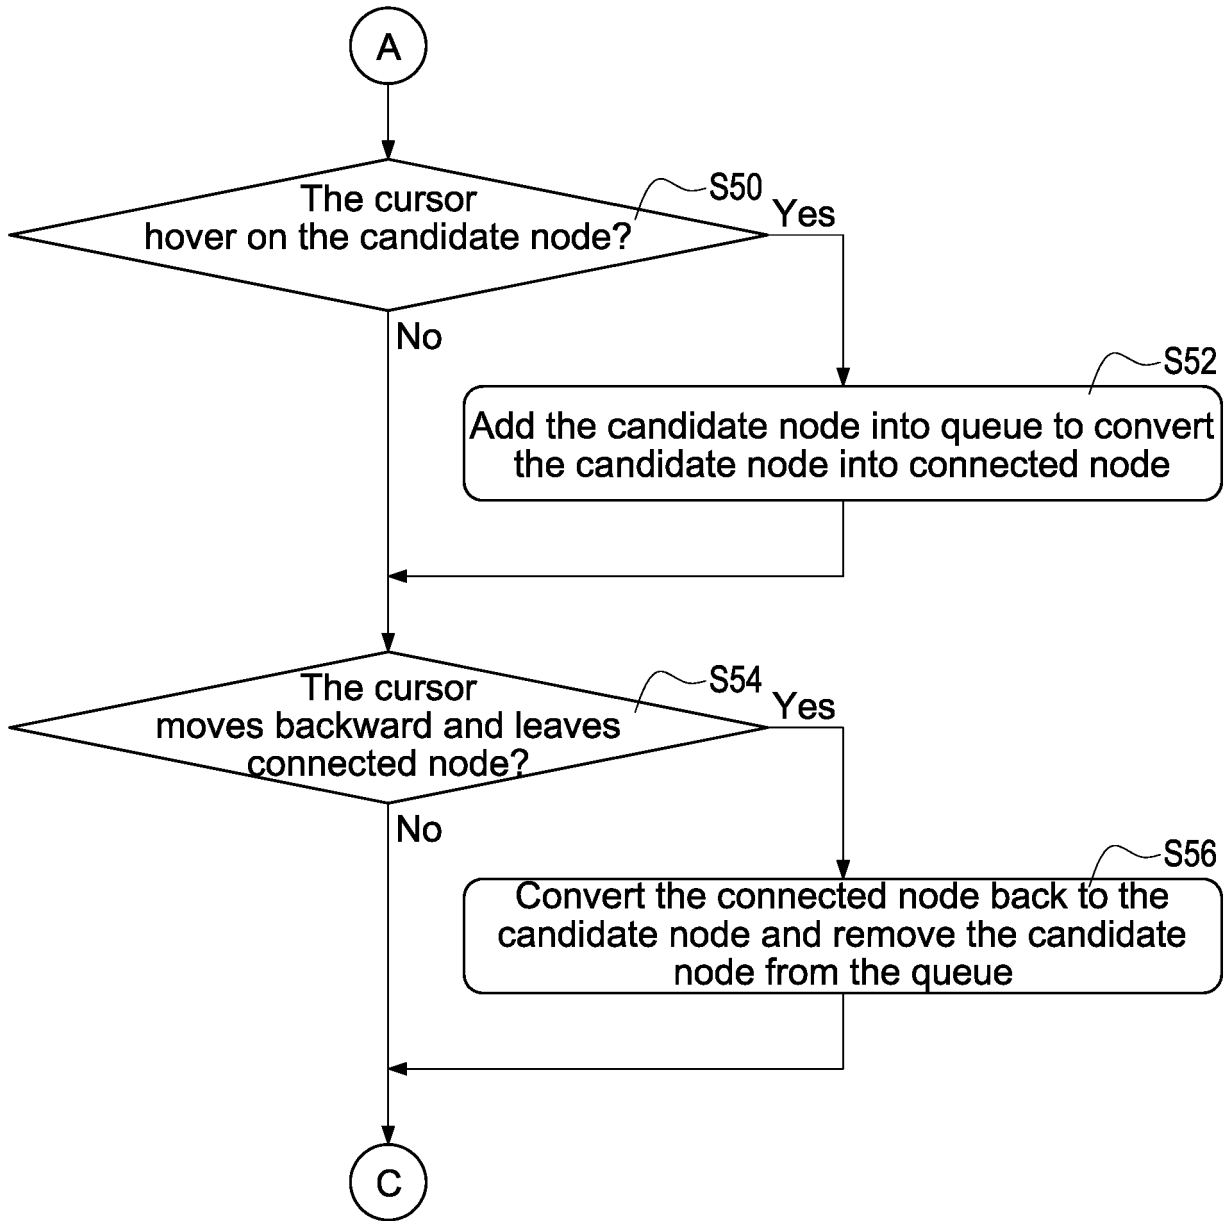 A
The cursor
hover on the candidate node?
S50
Yes
No
S52
Add the candidate node into queue to convert
the candidate node into connected node
The cursor
moves backward and leaves
connected node?
S54
Yes
No
S56
Convert the connected node back to the
candidate node and remove the candidate
node from the queue
C